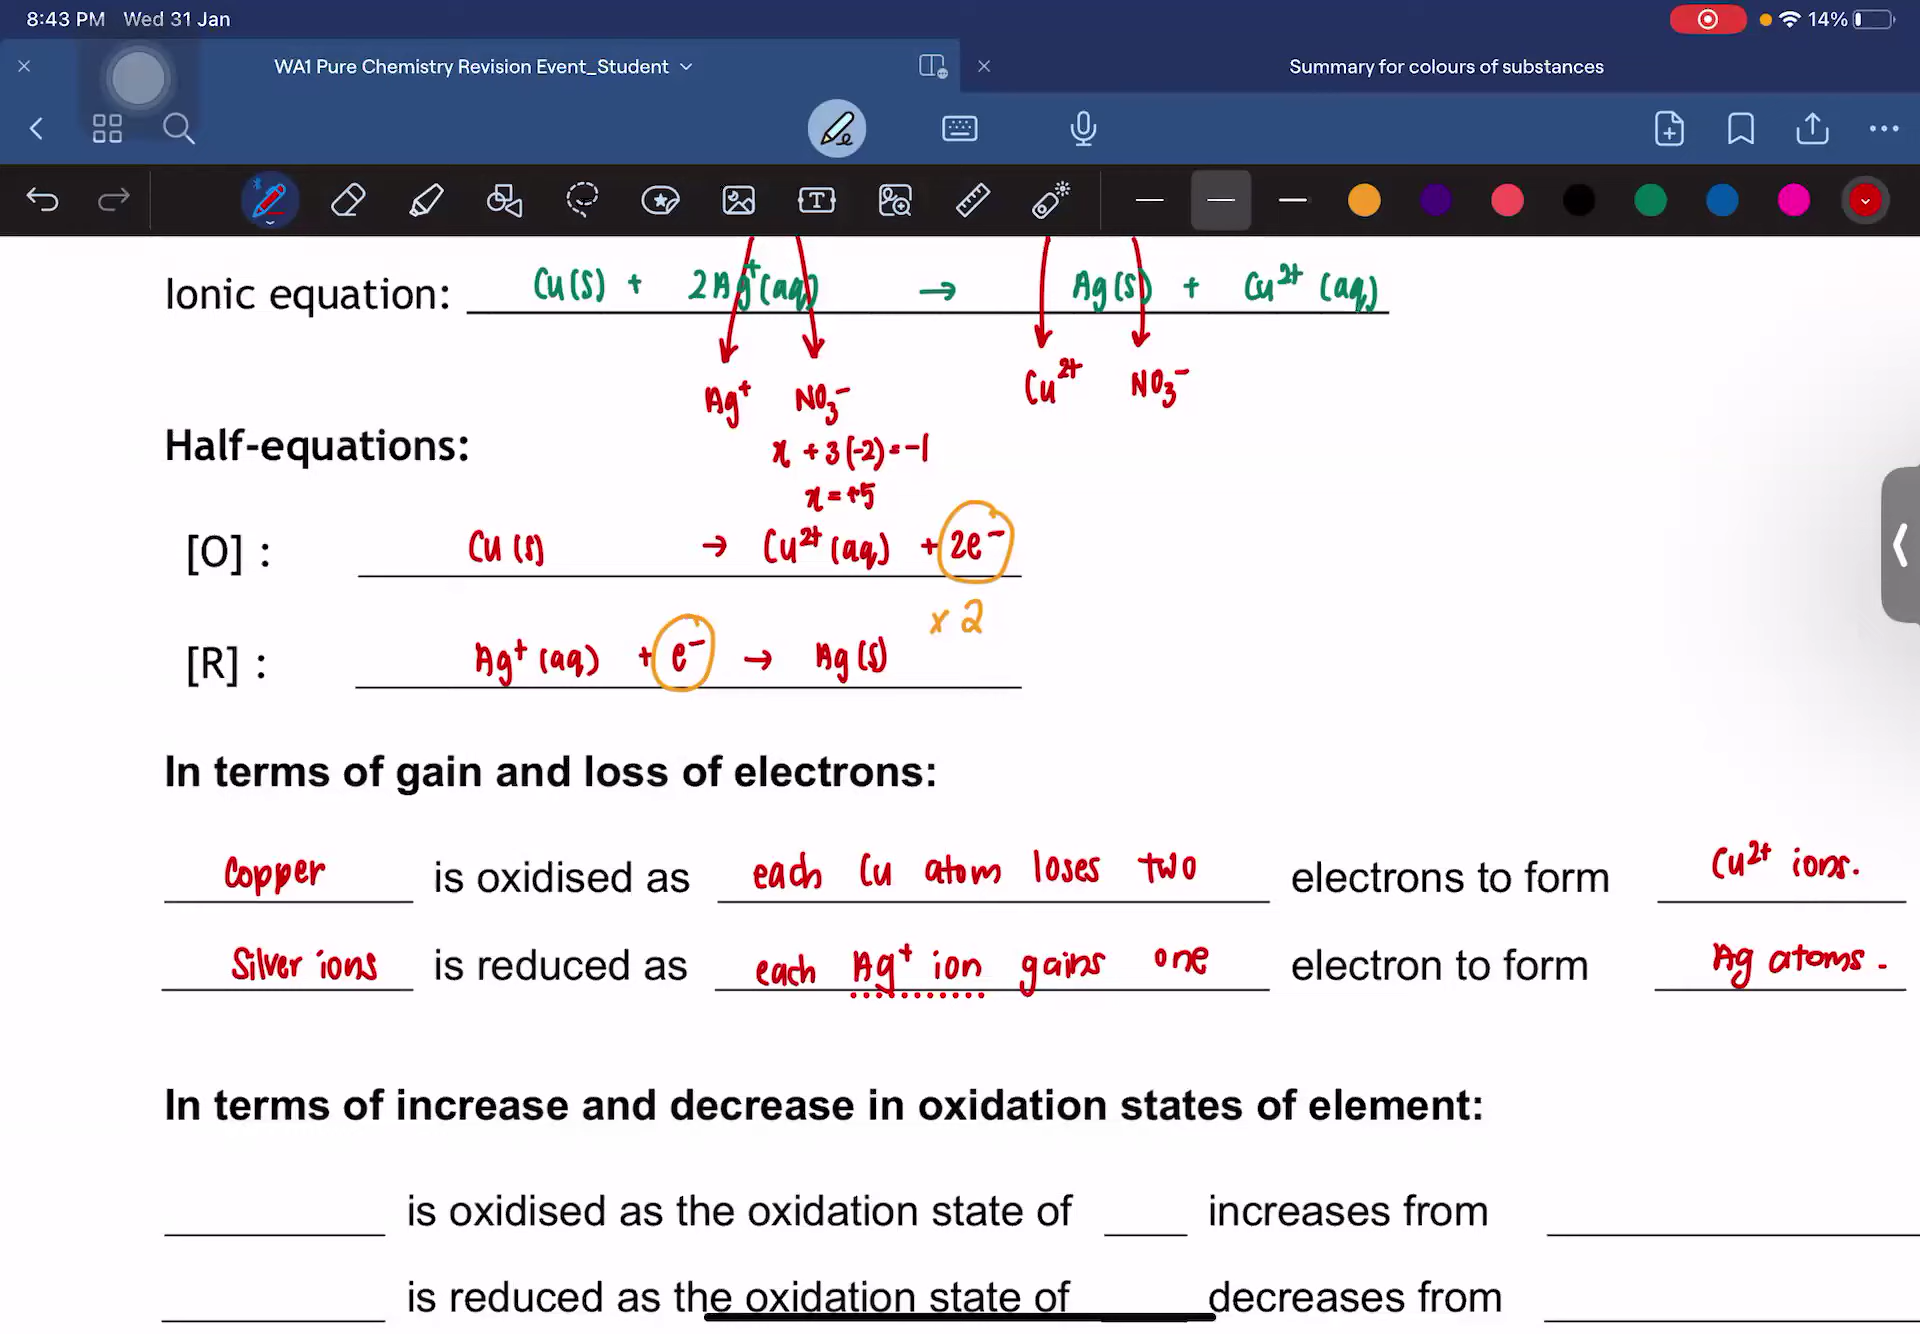 8:43 PM Wed 31 Jan 14%
WA1 Pure Chemistry Revision Event_Student Summary for colours of substances
Ionic equation: Cu(s) + 2Ag⁺(aq) → Ag(s) + Cu²⁺(aq)
Ag⁺ NO₃⁻ Cu²⁺ NO₃⁻
x + 3(-2) = -1
Half-equations:
x = +5
[O] : Cu(s) → Cu²⁺(aq) + 2e⁻
x 2
[R] : Ag⁺(aq) + e⁻ → Ag(s)
In terms of gain and loss of electrons:
Copper is oxidised as each Cu atom loses two electrons to form Cu²⁺ ions.
Silver ions is reduced as each Ag⁺ ion gains one electron to form Ag atoms.
In terms of increase and decrease in oxidation states of element:
is oxidised as the oxidation state of increases from
is reduced as the oxidation state of decreases from